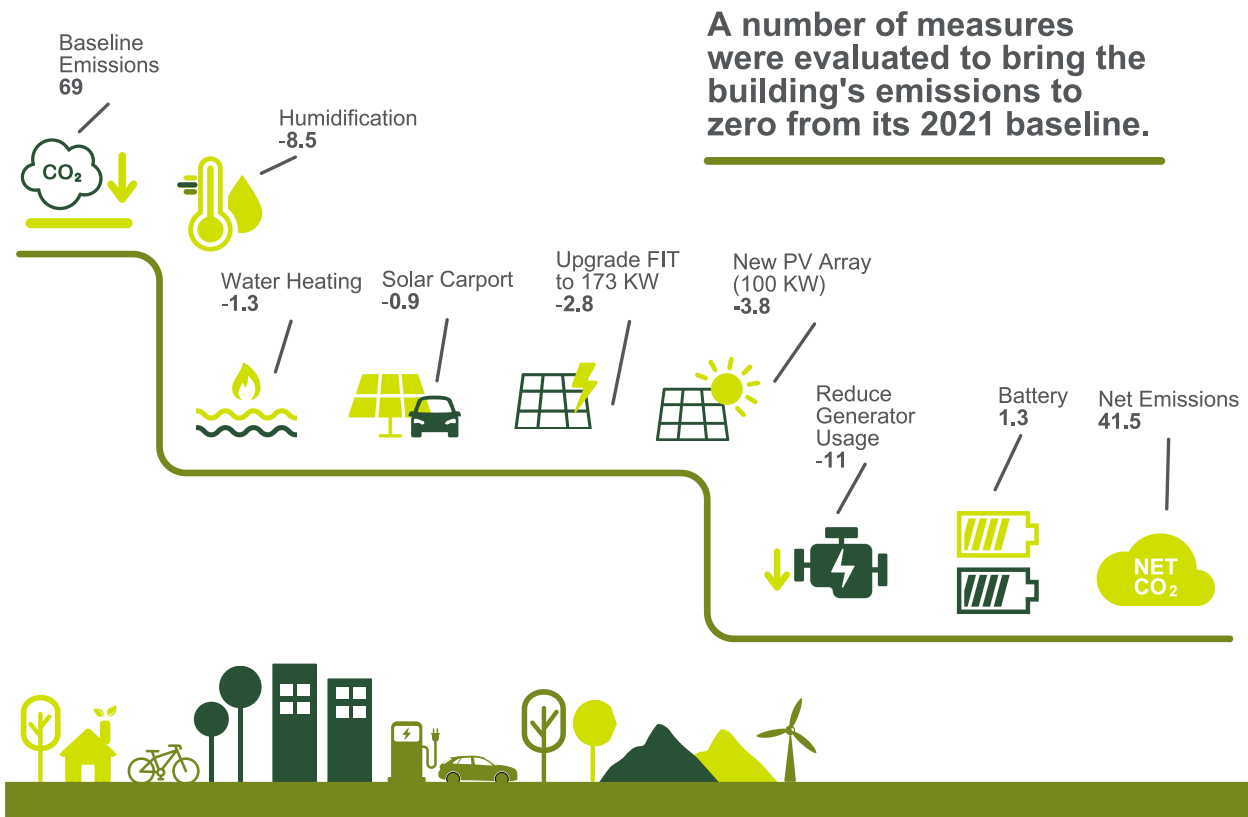 A number of measures
were evaluated to bring the
building's emissions to
zero from its 2021 baseline.
Baseline
Emissions
69
CO₂
Humidification
-8.5
Water Heating
-1.3
Solar Carport
-0.9
Upgrade FIT
to 173 KW
-2.8
New PV Array
(100 KW)
-3.8
Reduce
Generator
Usage
-11
Battery
1.3
Net Emissions
41.5
NET
CO₂